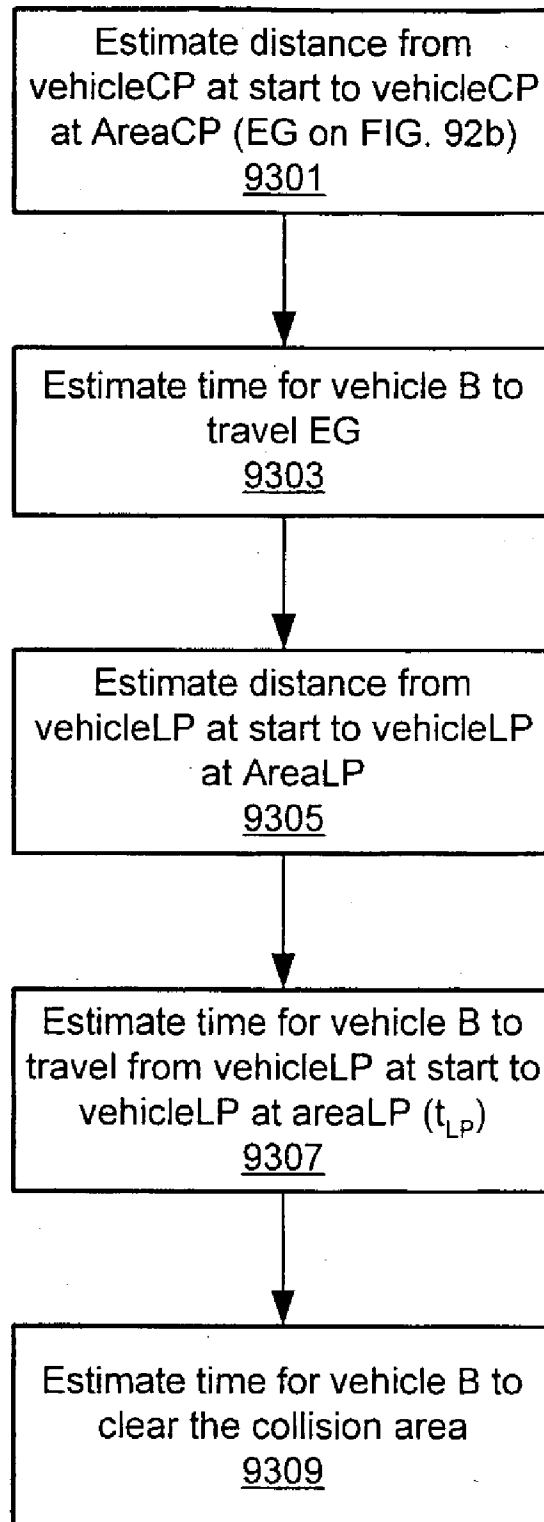 Estimate distance from
vehicleCP at start to vehicleCP
at AreaCP (EG on FIG. 92b)
9301
Estimate time for vehicle B to
travel EG
9303
Estimate distance from
vehicleLP at start to vehicleLP
at AreaLP
9305
Estimate time for vehicle B to
travel from vehicleLP at start to
vehicleLP at areaLP (t_LP)
9307
Estimate time for vehicle B to
clear the collision area
9309